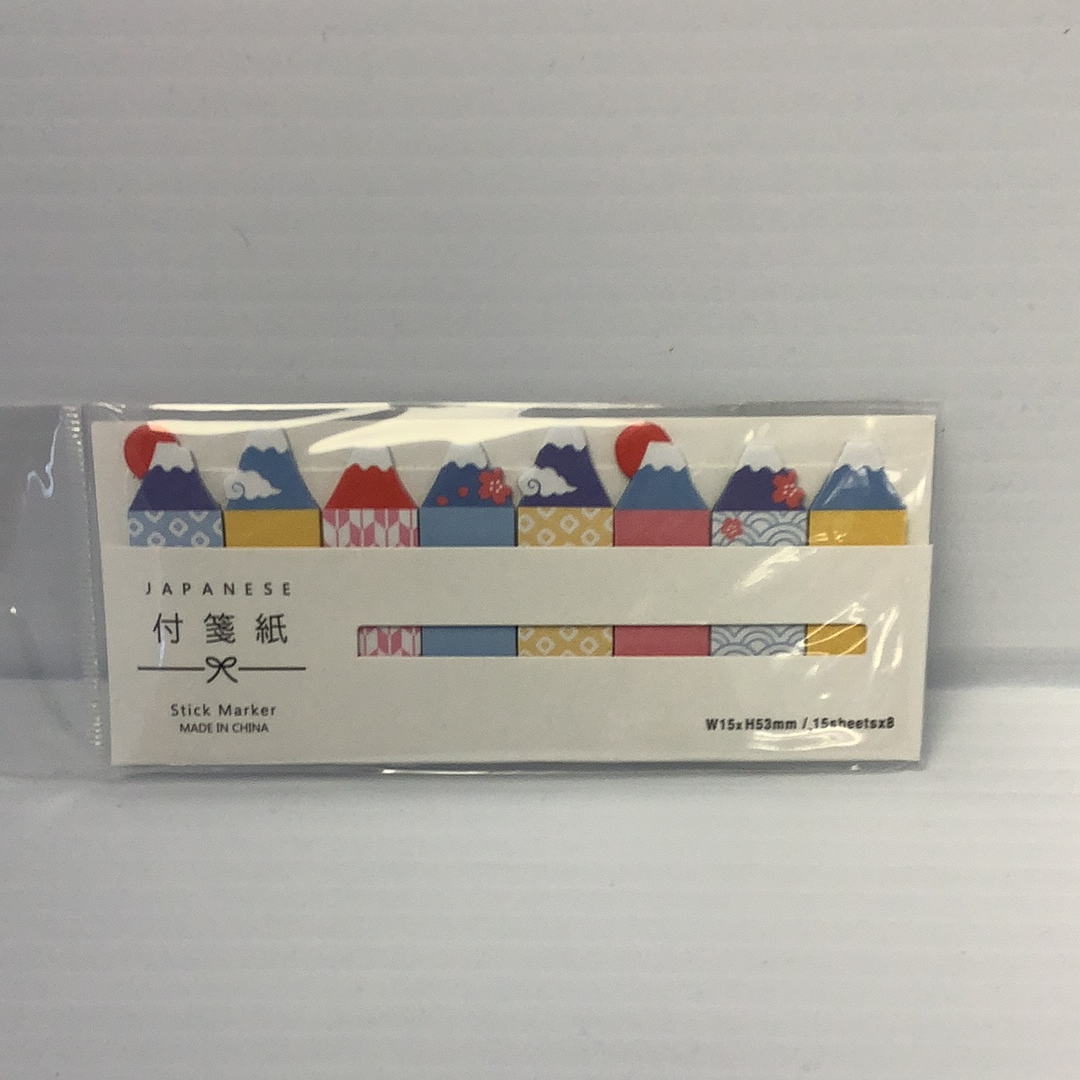 JAPANESE
付箋紙
Stick Marker
MADE IN CHINA
W15xH53mm / 15sheetsx8